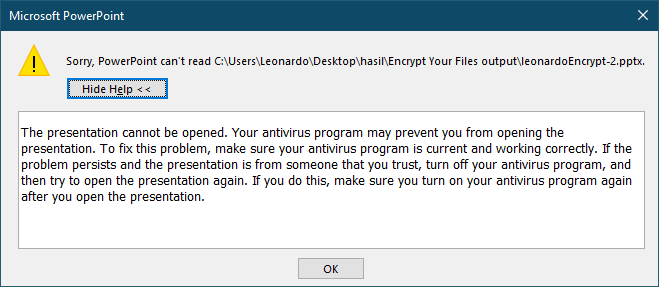 Microsoft PowerPoint
Sorry, PowerPoint can't read C:\Users\Leonardo\Desktop\hasil\Encrypt Your Files output\leonardoEncrypt-2.pptx.
Hide Help <<
The presentation cannot be opened. Your antivirus program may prevent you from opening the
presentation. To fix this problem, make sure your antivirus program is current and working correctly. If the
problem persists and the presentation is from someone that you trust, turn off your antivirus program, and
then try to open the presentation again. If you do this, make sure you turn on your antivirus program again
after you open the presentation.
OK